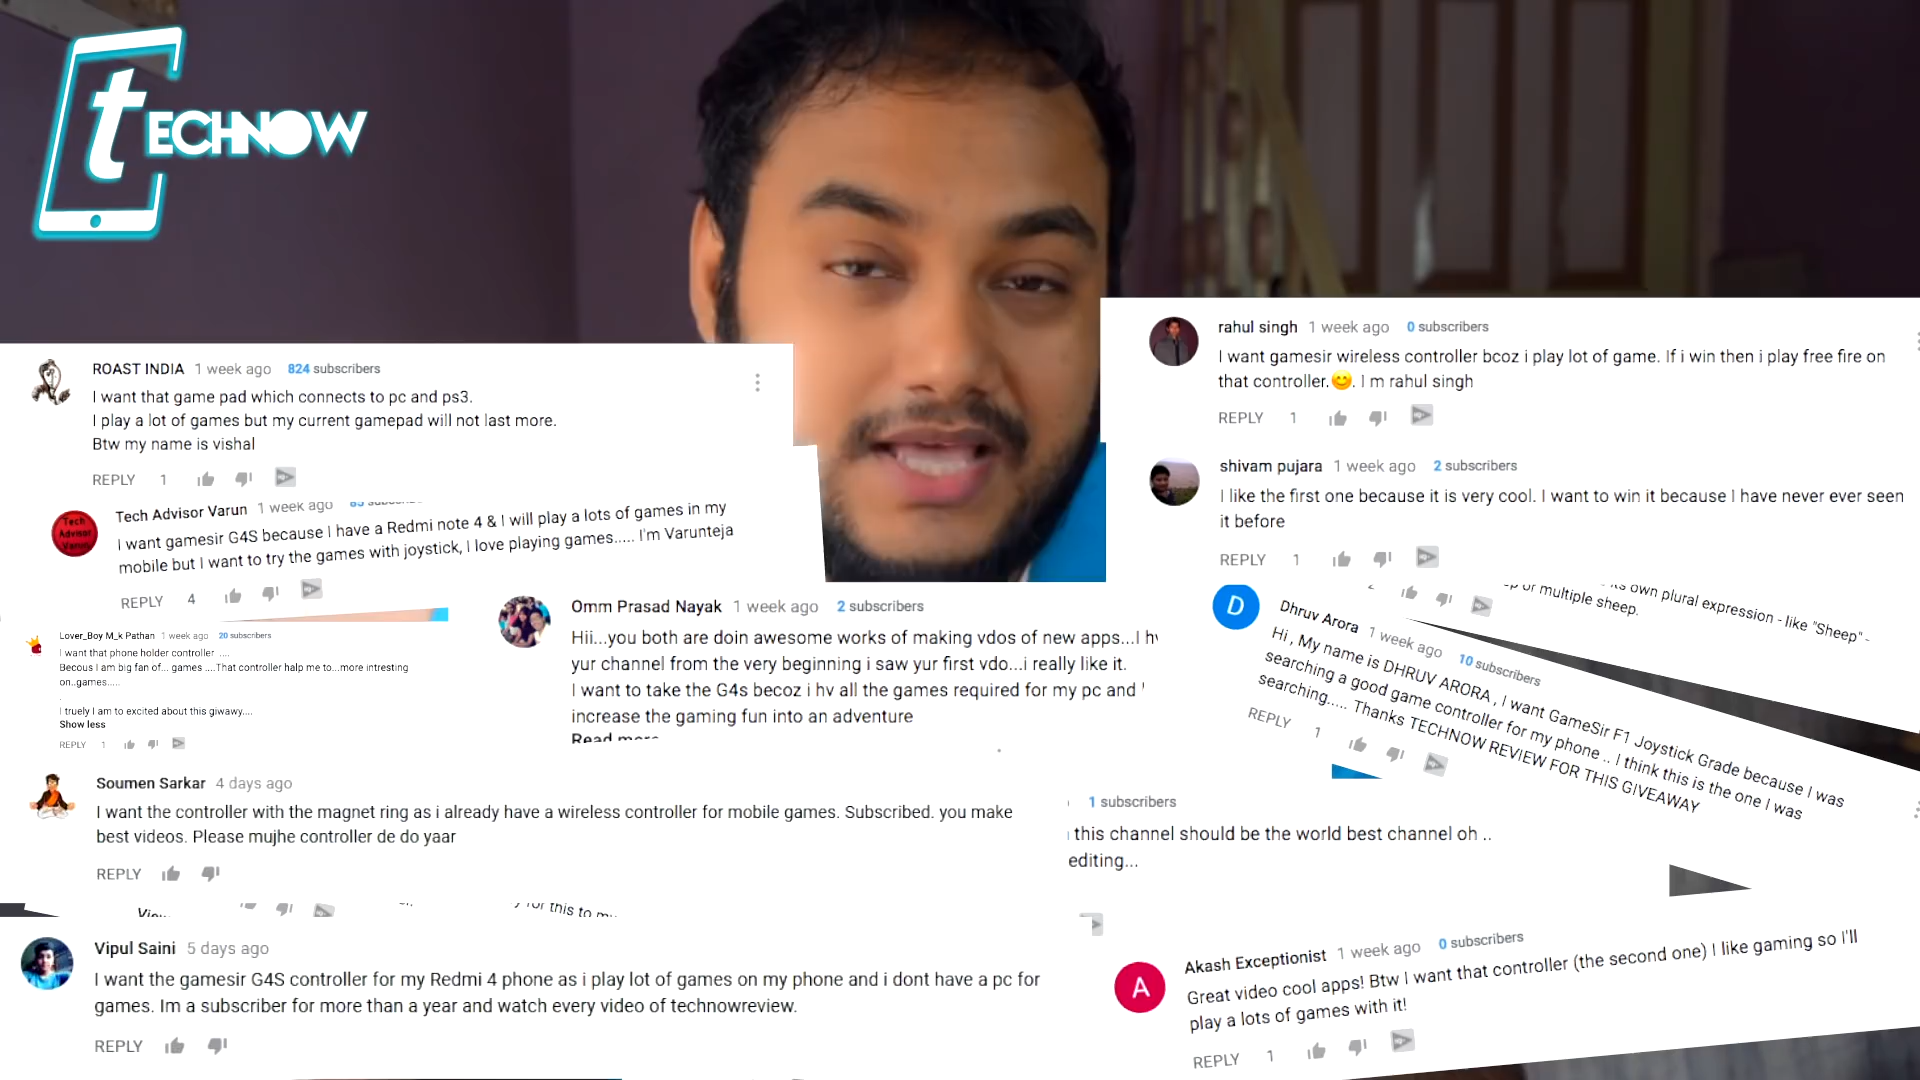 tECHNOW
ROAST INDIA 1 week ago 824 subscribers
I want that game pad which connects to pc and ps3.
I play a lot of games but my current gamepad will not last more.
Btw my name is vishal
REPLY 1
Tech Advisor Varun 1 week ago
Tech Advisor Varun
I want gamesir G4S because I have a Redmi note 4 & I will play a lots of games in my
mobile but I want to try the games with joystick, I love playing games..... I'm Varunteja
REPLY 4
Lover_Boy M_k Pathan 1 week ago 20 subscribers
I want that phone holder controller ....
Becous I am big fan of... games ....That controller halp me to...more intresting
on..games.....
.
I truely I am to excited about this giwawy....
Show less
REPLY 1
Omm Prasad Nayak 1 week ago 2 subscribers
Hii...you both are doin awesome works of making vdos of new apps...I hv
yur channel from the very beginning i saw yur first vdo...i really like it.
I want to take the G4s becoz i hv all the games required for my pc and
increase the gaming fun into an adventure
Read more
Soumen Sarkar 4 days ago
I want the controller with the magnet ring as i already have a wireless controller for mobile games. Subscribed. you make
best videos. Please mujhe controller de do yaar
REPLY
for this to
Vipul Saini 5 days ago
I want the gamesir G4S controller for my Redmi 4 phone as i play lot of games on my phone and i dont have a pc for
games. Im a subscriber for more than a year and watch every video of technowreview.
REPLY
rahul singh 1 week ago 0 subscribers
I want gamesir wireless controller bcoz i play lot of game. If i win then i play free fire on
that controller.😊. I m rahul singh
REPLY 1
shivam pujara 1 week ago 2 subscribers
I like the first one because it is very cool. I want to win it because I have never ever seen
it before
REPLY 1
own plural expression - like "Sheep" -
or multiple sheep.
D
Dhruv Arora 1 week ago 10 subscribers
Hi , My name is DHRUV ARORA , I want GameSir F1 Joystick Grade because I was
searching a good game controller for my phone .. I think this is the one I was
searching..... Thanks TECHNOW REVIEW FOR THIS GIVEAWAY
REPLY 1
1 subscribers
this channel should be the world best channel oh ..
editing...
A
Akash Exceptionist 1 week ago 0 subscribers
Great video cool apps! Btw I want that controller (the second one) I like gaming so I'll
play a lots of games with it!
REPLY 1